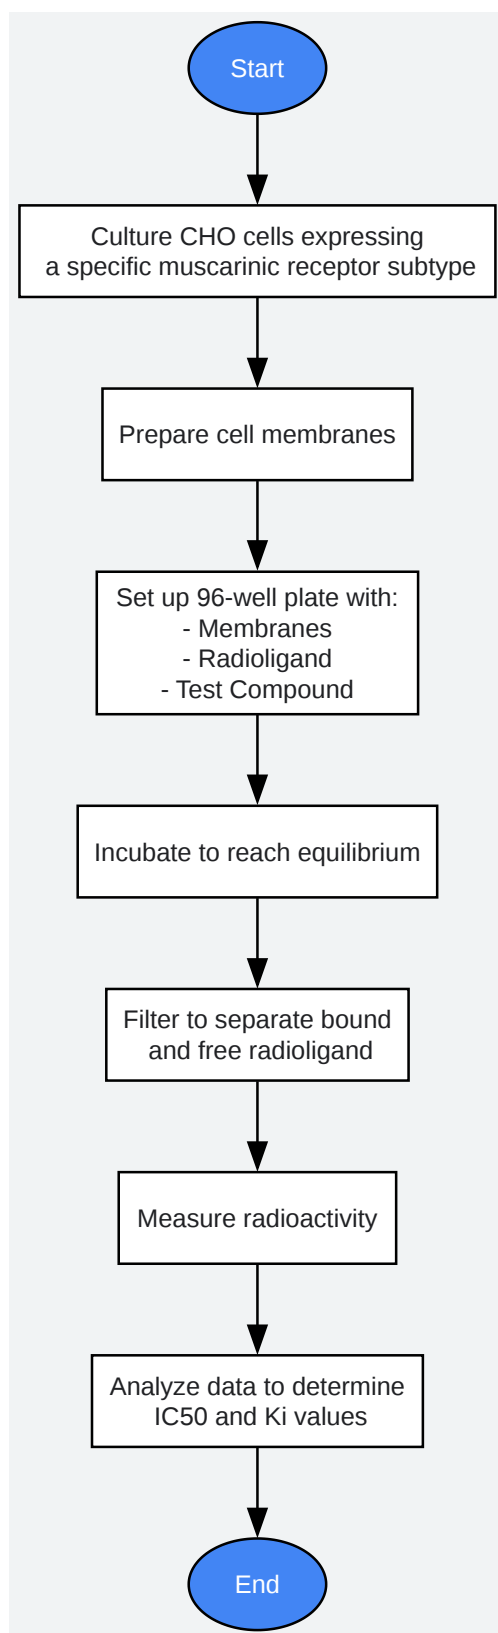 Start
Culture CHO cells expressing
a specific muscarinic receptor subtype
Prepare cell membranes
Set up 96-well plate with:
- Membranes
- Radioligand
- Test Compound
Incubate to reach equilibrium
Filter to separate bound
and free radioligand
Measure radioactivity
Analyze data to determine
IC50 and Ki values
End